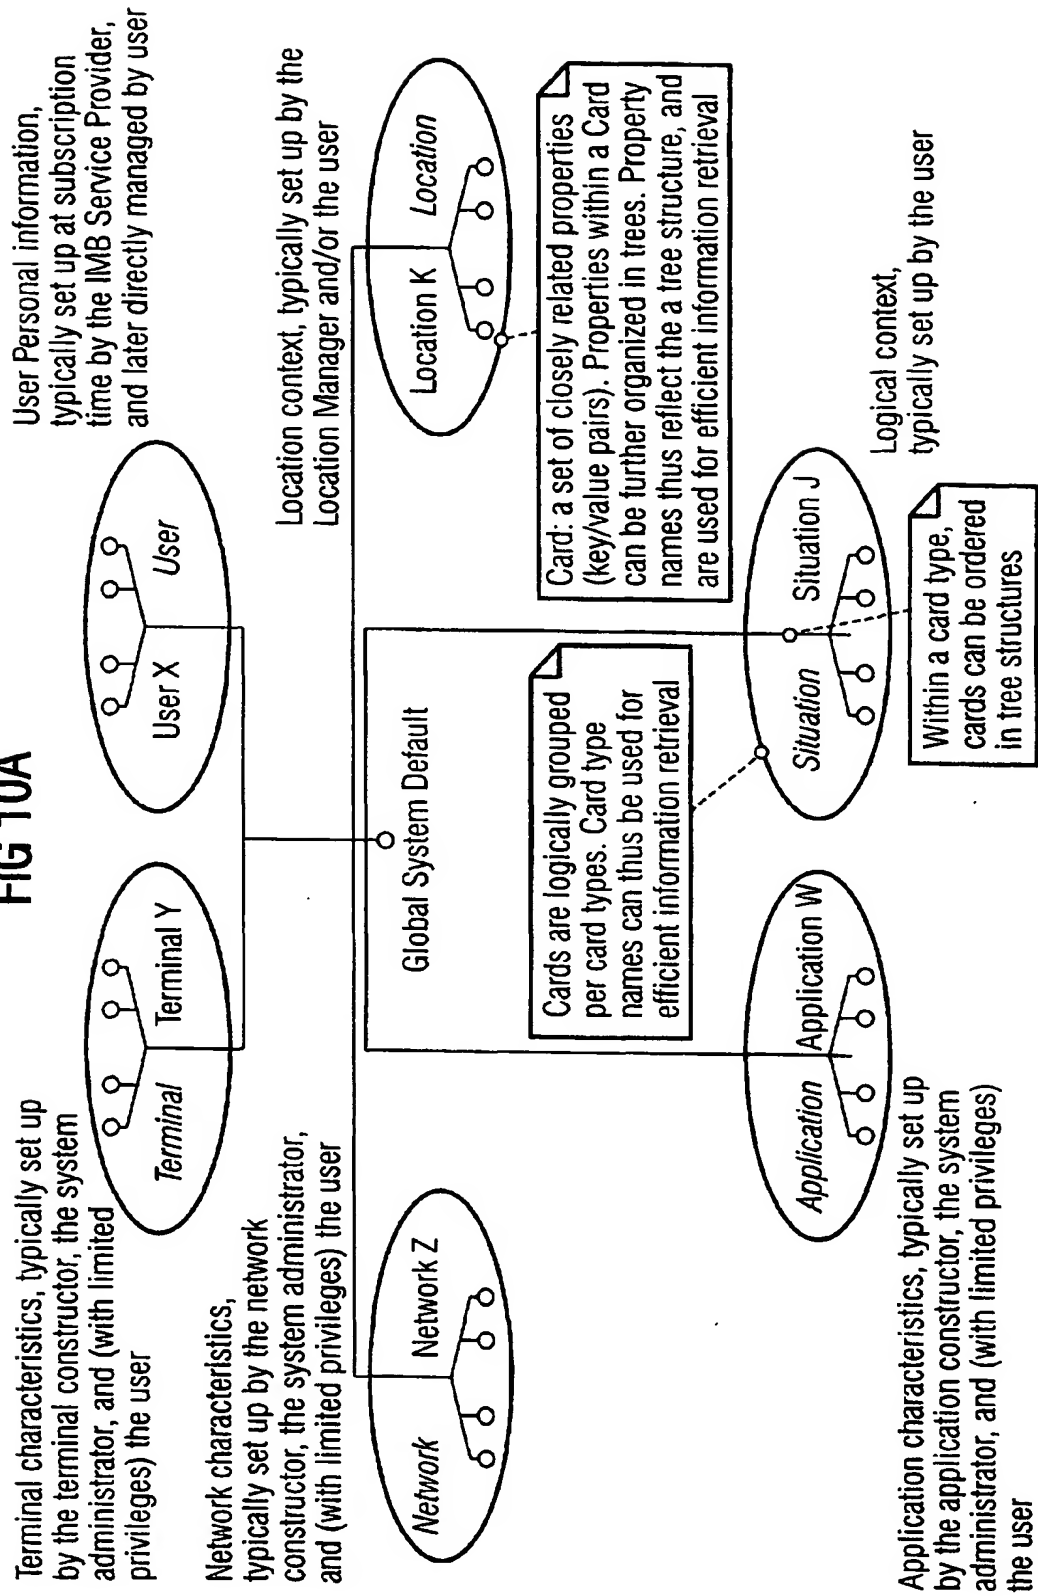 FIG 10A
Terminal characteristics, typically set up
by the terminal constructor, the system
administrator, and (with limited
privileges) the user
Terminal
Terminal Y
User X
User
User Personal information,
typically set up at subscription
time by the IMB Service Provider,
and later directly managed by user
Network characteristics,
typically set up by the network
constructor, the system administrator,
and (with limited privileges) the user
Network
Network Z
Global System Default
Location context, typically set up by the
Location Manager and/or the user
Location K
Location
Cards are logically grouped
per card types. Card type
names can thus be used for
efficient information retrieval
Card: a set of closely related properties
(key/value pairs). Properties within a Card
can be further organized in trees. Property
names thus reflect the a tree structure, and
are used for efficient information retrieval
Application
Application W
Situation
Situation J
Application characteristics, typically set up
by the application constructor, the system
administrator, and (with limited privileges)
the user
Within a card type,
cards can be ordered
in tree structures
Logical context,
typically set up by the user